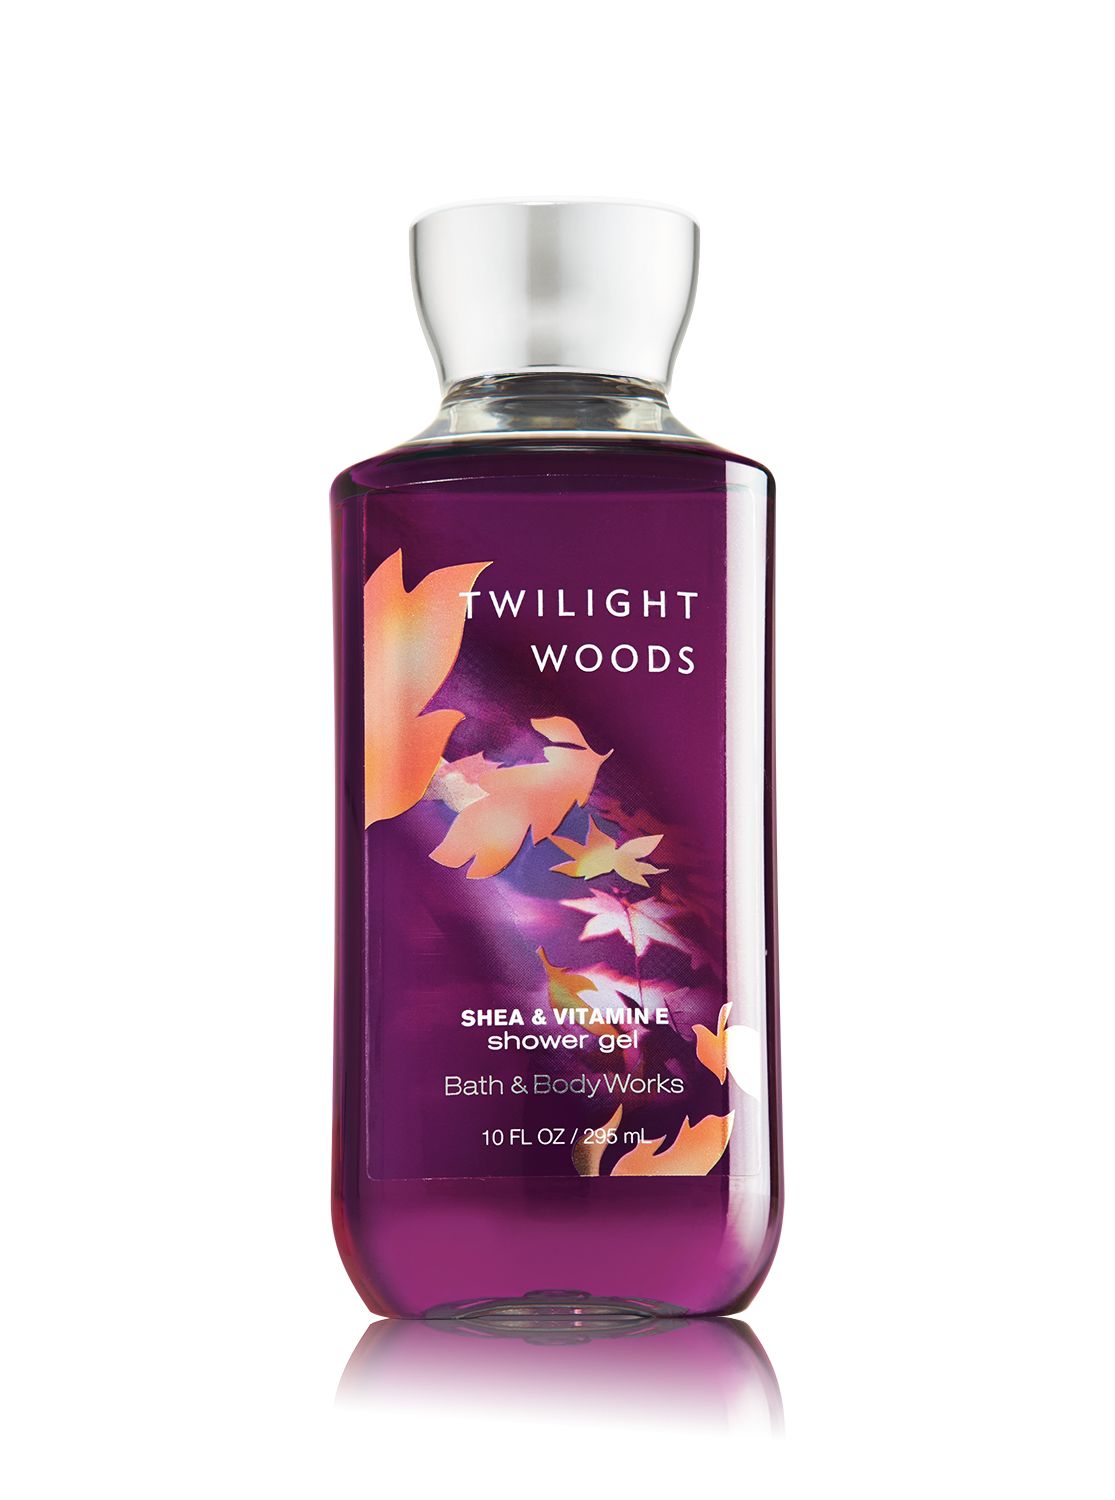 TWILIGHT
WOODS
SHEA & VITAMIN E
shower gel
Bath & Body Works
10 FL OZ / 295 mL